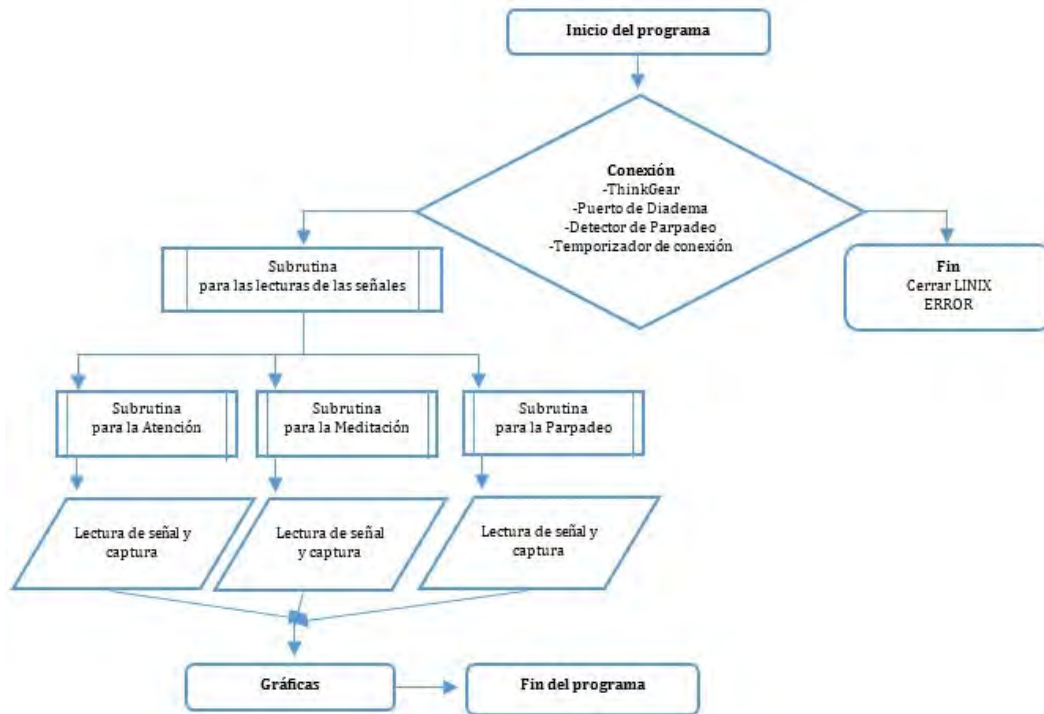 Inicio del programa
Conexión
-ThinkGear
-Puerto de Diadema
-Detector de Parpadeo
-Temporizador de conexión
Subrutina
para las lecturas de las señales
Fin
Cerrar LINIX
ERROR
Subrutina
para la Atención
Subrutina
para la Meditación
Subrutina
para la Parpadeo
Lectura de señal y
captura
Lectura de señal
y captura
Lectura de señal y
captura
Gráficas
Fin del programa